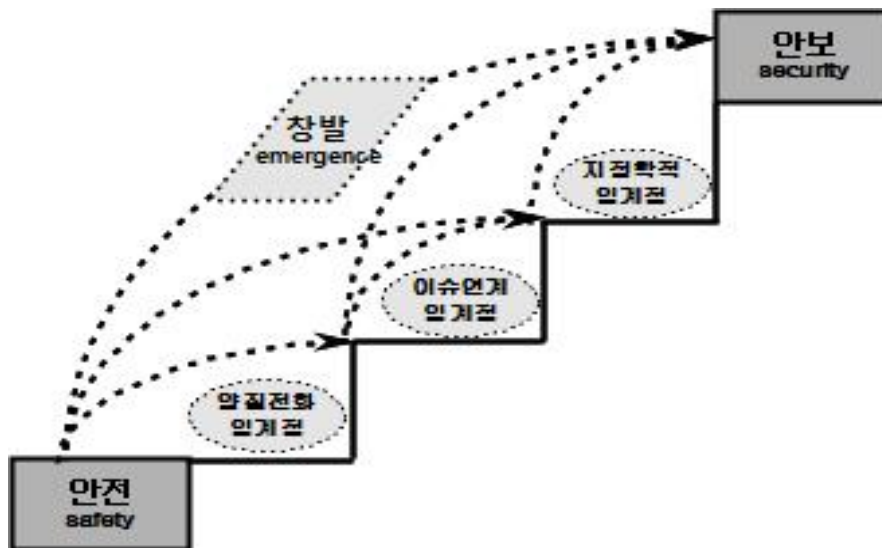 안보
security
창발
emergence
지정학적
임계점
이슈연계
임계점
양질전화
임계점
안전
safety